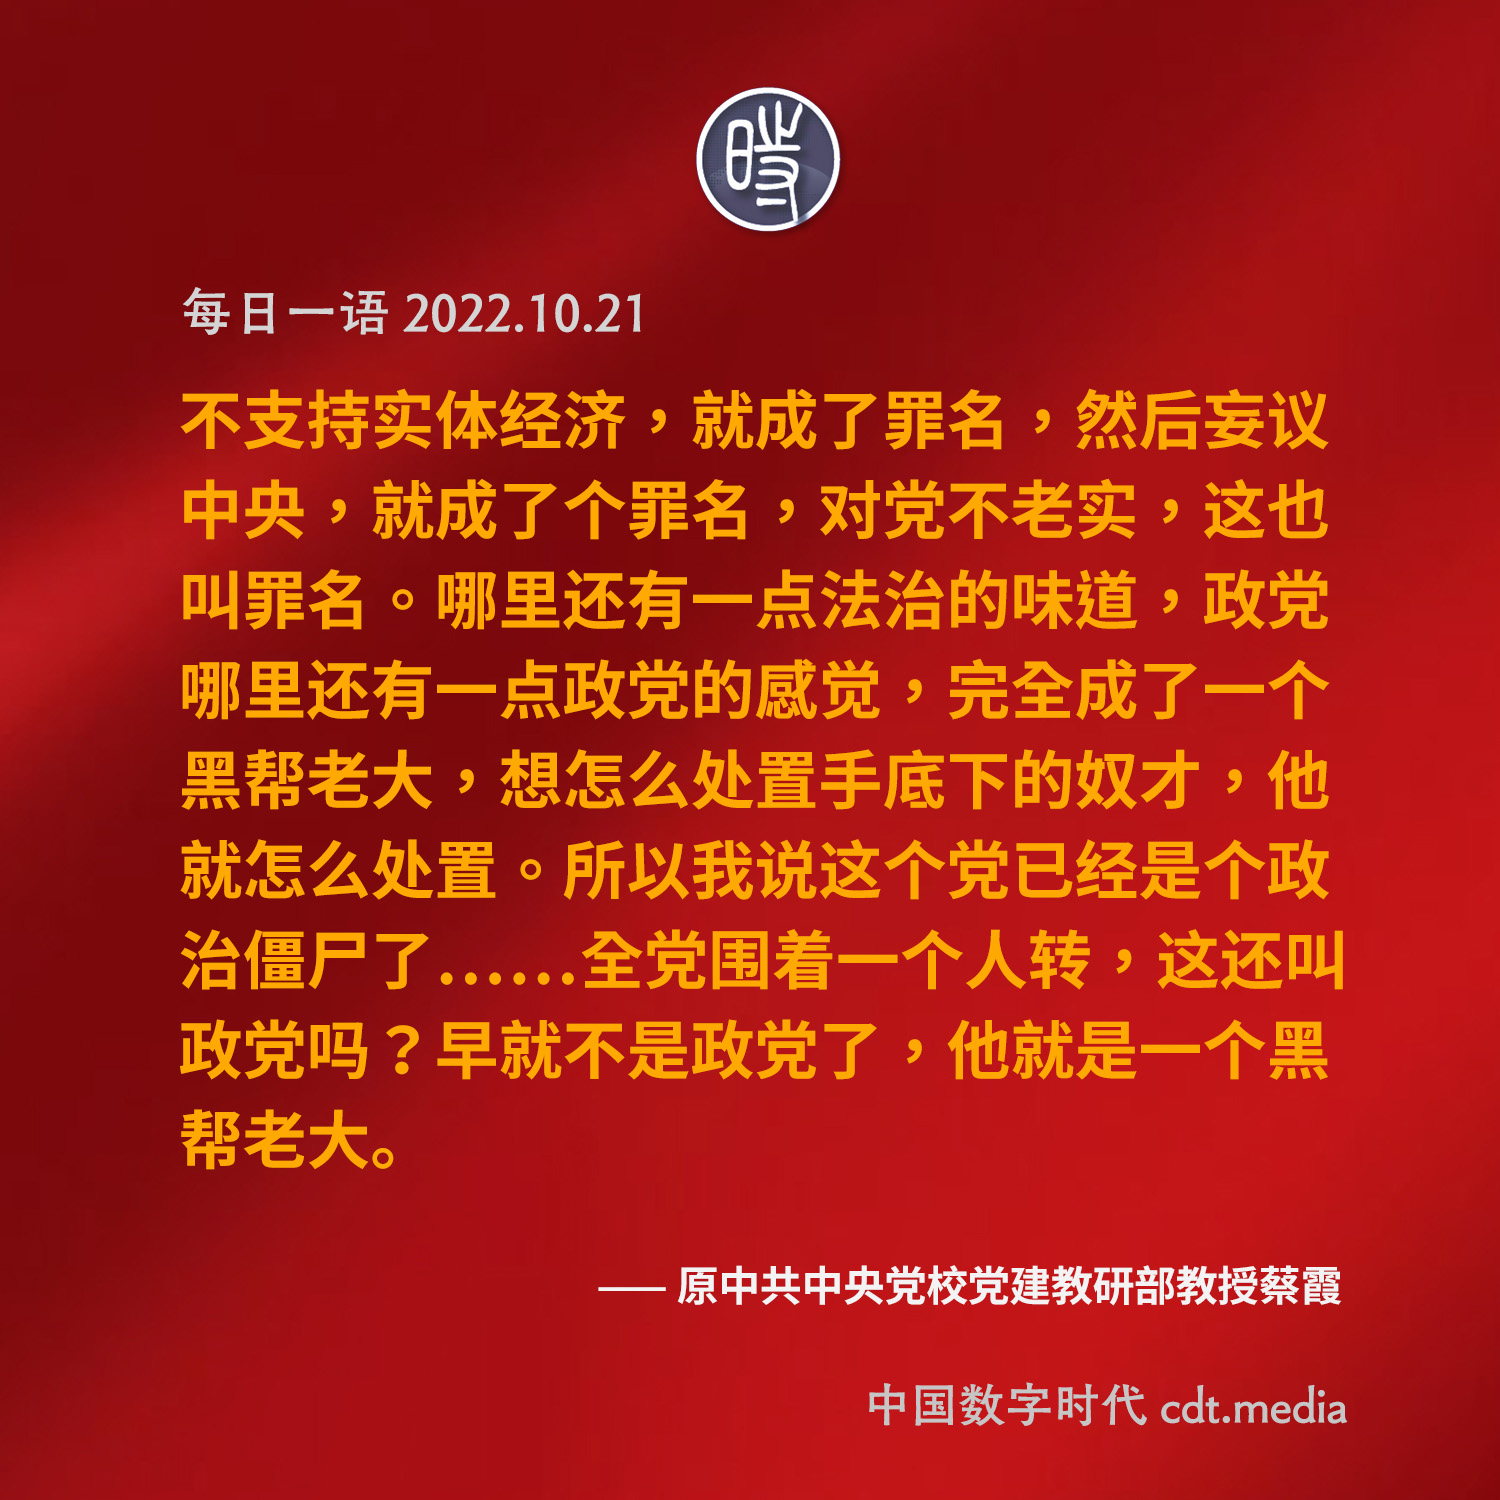 時
每日一语 2022.10.21
不支持实体经济，就成了罪名，然后妄议
中央，就成了个罪名，对党不老实，这也
叫罪名。哪里还有一点法治的味道，政党
哪里还有一点政党的感觉，完全成了一个
黑帮老大，想怎么处置手底下的奴才，他
就怎么处置。所以我说这个党已经是个政
治僵尸了……全党围着一个人转，这还叫
政党吗？早就不是政党了，他就是一个黑
帮老大。
—— 原中共中央党校党建教研部教授蔡霞
中国数字时代 cdt.media